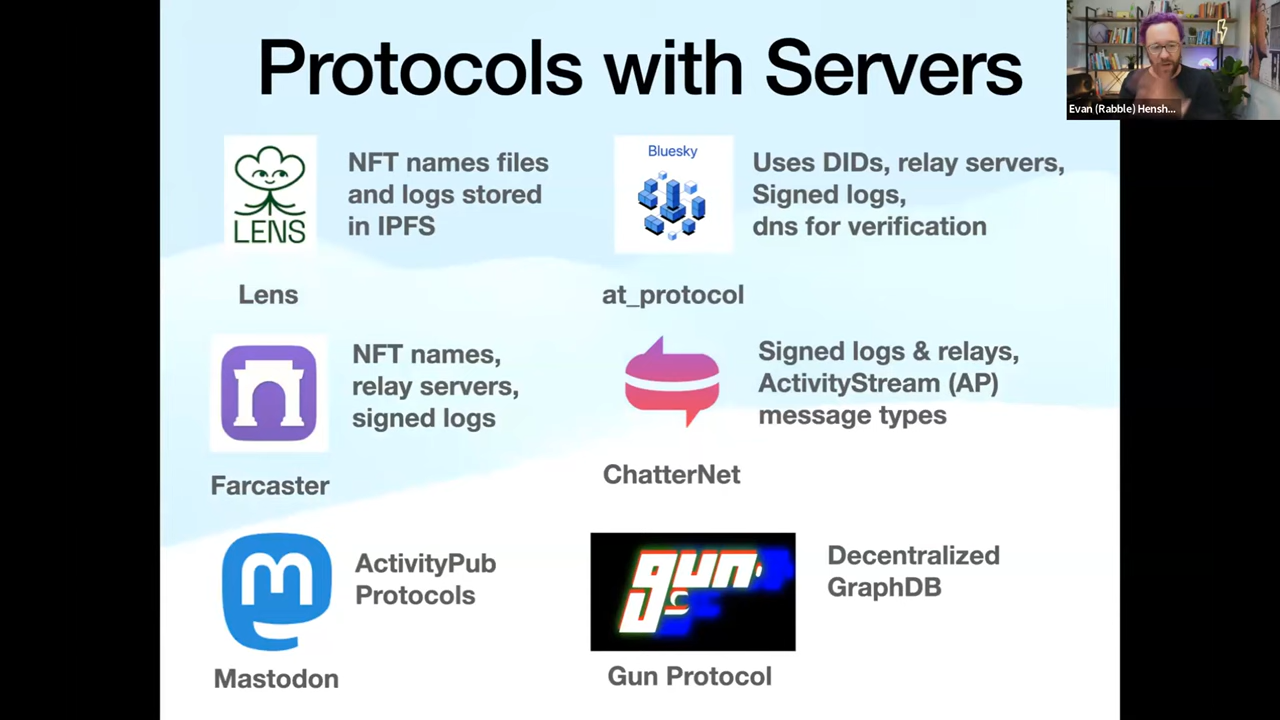 Protocols with Servers
Evan (Rabble) Hensh...
LENS
NFT names files
and logs stored
in IPFS
Lens
Bluesky
Uses DIDs, relay servers,
Signed logs,
dns for verification
at_protocol
NFT names,
relay servers,
signed logs
Farcaster
Signed logs & relays,
ActivityStream (AP)
message types
ChatterNet
m
ActivityPub
Protocols
Mastodon
gun
Decentralized
GraphDB
Gun Protocol